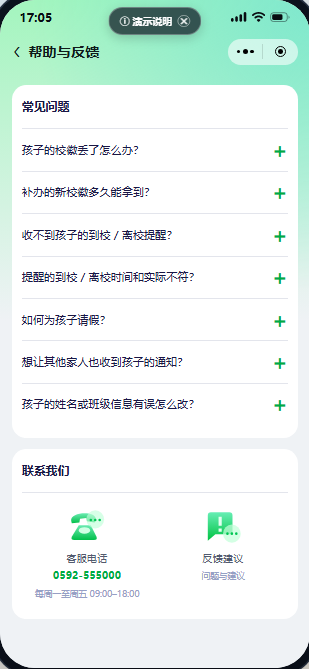 17:05
演示说明
帮助与反馈
常见问题
孩子的校徽丢了怎么办?
补办的新校徽多久能拿到?
收不到孩子的到校 / 离校提醒?
提醒的到校 / 离校时间和实际不符?
如何为孩子请假?
想让其他家人也收到孩子的通知?
孩子的姓名或班级信息有误怎么改?
联系我们
客服电话
0592-555000
每周一至周五 09:00–18:00
反馈建议
问题与建议